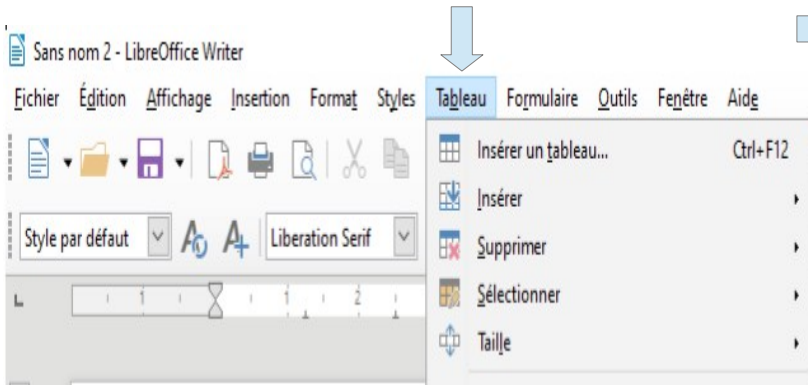 Sans nom 2 - LibreOffice Writer
Fichier Édition Affichage Insertion Format Styles Tableau Formulaire Outils Fenêtre Aide
Insérer un tableau... Ctrl+F12
Insérer
Style par défaut Liberation Serif
Supprimer
Sélectionner
1 1 2
Taille